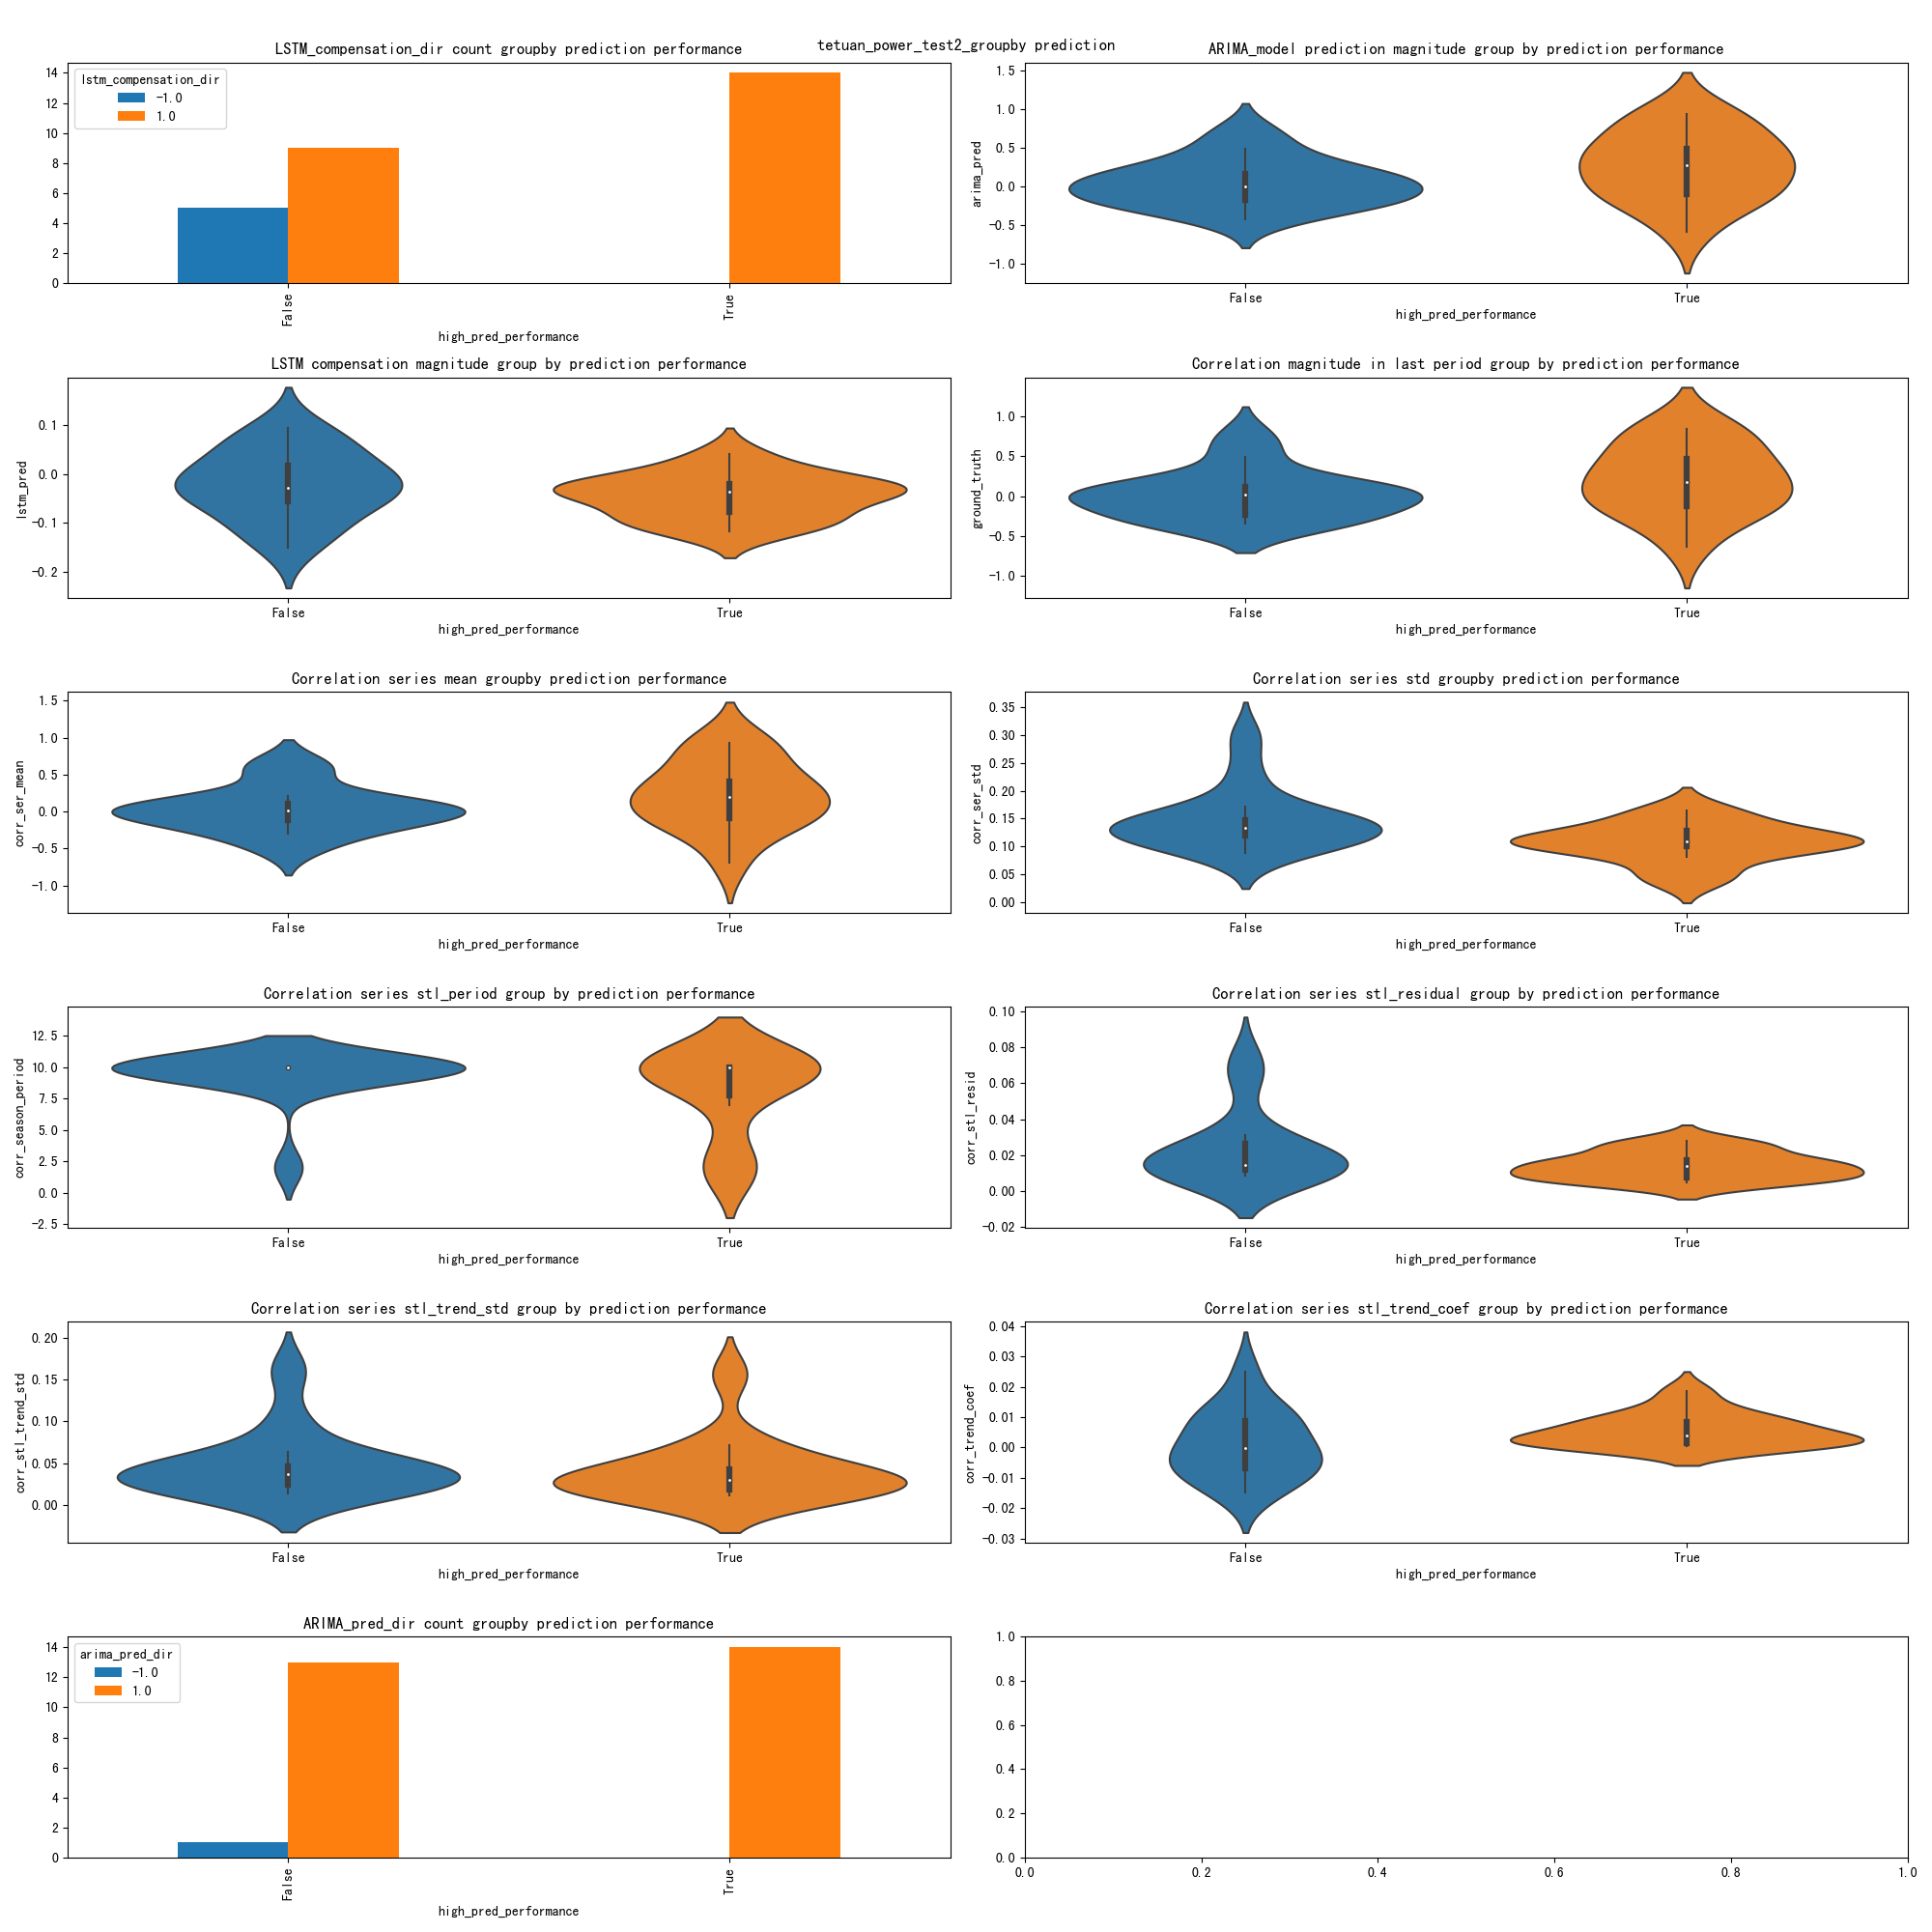 tetuan_power_test2_groupby prediction
LSTM_compensation_dir count groupby prediction performance
lstm_compensation_dir
-1.0
1.0
14
12
10
8
6
4
2
0
False
True
high_pred_performance
ARIMA_model prediction magnitude group by prediction performance
arima_pred
1.5
1.0
0.5
0.0
-0.5
-1.0
False
True
high_pred_performance
LSTM compensation magnitude group by prediction performance
lstm_pred
0.1
0.0
-0.1
-0.2
False
True
high_pred_performance
Correlation magnitude in last period group by prediction performance
ground_truth
1.0
0.5
0.0
-0.5
-1.0
False
True
high_pred_performance
Correlation series mean groupby prediction performance
corr_ser_mean
1.5
1.0
0.5
0.0
-0.5
-1.0
False
True
high_pred_performance
Correlation series std groupby prediction performance
corr_ser_std
0.35
0.30
0.25
0.20
0.15
0.10
0.05
0.00
False
True
high_pred_performance
Correlation series stl_period group by prediction performance
corr_season_period
12.5
10.0
7.5
5.0
2.5
0.0
-2.5
False
True
high_pred_performance
Correlation series stl_residual group by prediction performance
corr_stl_resid
0.10
0.08
0.06
0.04
0.02
0.00
-0.02
False
True
high_pred_performance
Correlation series stl_trend_std group by prediction performance
corr_stl_trend_std
0.20
0.15
0.10
0.05
0.00
False
True
high_pred_performance
Correlation series stl_trend_coef group by prediction performance
corr_trend_coef
0.04
0.03
0.02
0.01
0.00
-0.01
-0.02
-0.03
False
True
high_pred_performance
ARIMA_pred_dir count groupby prediction performance
arima_pred_dir
-1.0
1.0
14
12
10
8
6
4
2
0
False
True
high_pred_performance
1.0
0.8
0.6
0.4
0.2
0.0
0.0 0.2 0.4 0.6 0.8 1.0